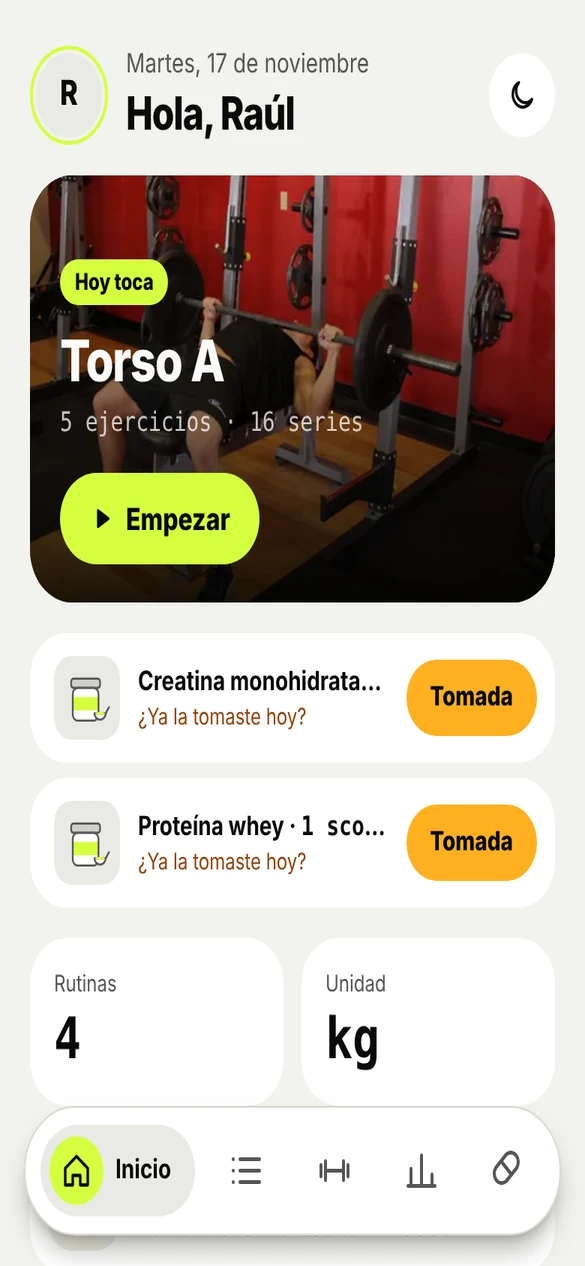 R
Martes, 17 de noviembre
Hola, Raúl
Hoy toca
Torso A
5 ejercicios · 16 series
Empezar
Creatina monohidrata...
¿Ya la tomaste hoy?
Tomada
Proteína whey · 1 sco...
¿Ya la tomaste hoy?
Tomada
Rutinas
4
Unidad
kg
Inicio